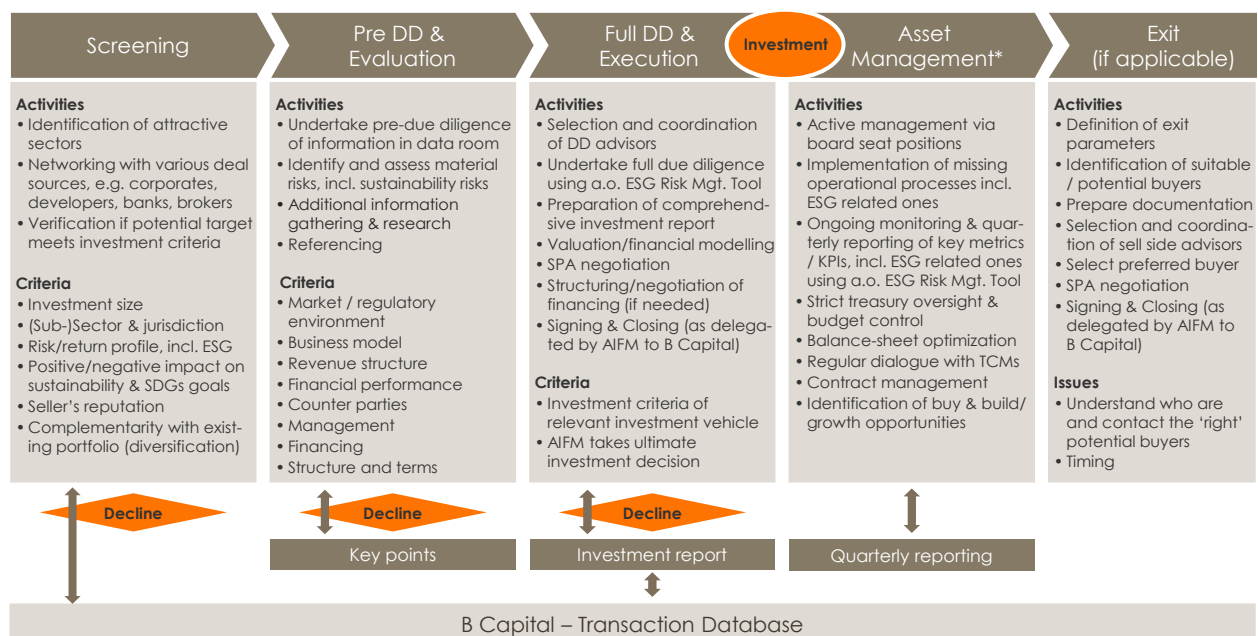 Screening
Pre DD &
Evaluation
Full DD &
Execution
Investment
Asset
Management*
Exit
(if applicable)
Activities
• Identification of attractive
sectors
• Networking with various deal
sources, e.g. corporates,
developers, banks, brokers
• Verification if potential target
meets investment criteria
Criteria
• Investment size
• (Sub-)Sector & jurisdiction
• Risk/return profile, incl. ESG
• Positive/negative impact on
sustainability & SDGs goals
• Seller's reputation
• Complementarity with exist-
ing portfolio (diversification)
Activities
• Undertake pre-due diligence
of information in data room
• Identify and assess material
risks, incl. sustainability risks
• Additional information
gathering & research
• Referencing
Criteria
• Market / regulatory
environment
• Business model
• Revenue structure
• Financial performance
• Counter parties
• Management
• Financing
• Structure and terms
Activities
• Selection and coordination
of DD advisors
• Undertake full due diligence
using a.o. ESG Risk Mgt. Tool
• Preparation of comprehen-
sive investment report
• Valuation/financial modelling
• SPA negotiation
• Structuring/negotiation of
financing (if needed)
• Signing & Closing (as delega-
ted by AIFM to B Capital)
Criteria
• Investment criteria of
relevant investment vehicle
• AIFM takes ultimate
investment decision
Activities
• Active management via
board seat positions
• Implementation of missing
operational processes incl.
ESG related ones
• Ongoing monitoring & quar-
terly reporting of key metrics
/ KPIs, incl. ESG related ones
using a.o. ESG Risk Mgt. Tool
• Strict treasury oversight &
budget control
• Balance-sheet optimization
• Regular dialogue with TCMs
• Contract management
• Identification of buy & build/
growth opportunities
Activities
• Definition of exit
parameters
• Identification of suitable
/ potential buyers
• Prepare documentation
• Selection and coordina-
tion of sell side advisors
• Select preferred buyer
• SPA negotiation
• Signing & Closing (as
delegated by AIFM to
B Capital)
Issues
• Understand who are
and contact the 'right'
potential buyers
• Timing
Decline
Decline
Decline
Key points
Investment report
Quarterly reporting
B Capital – Transaction Database